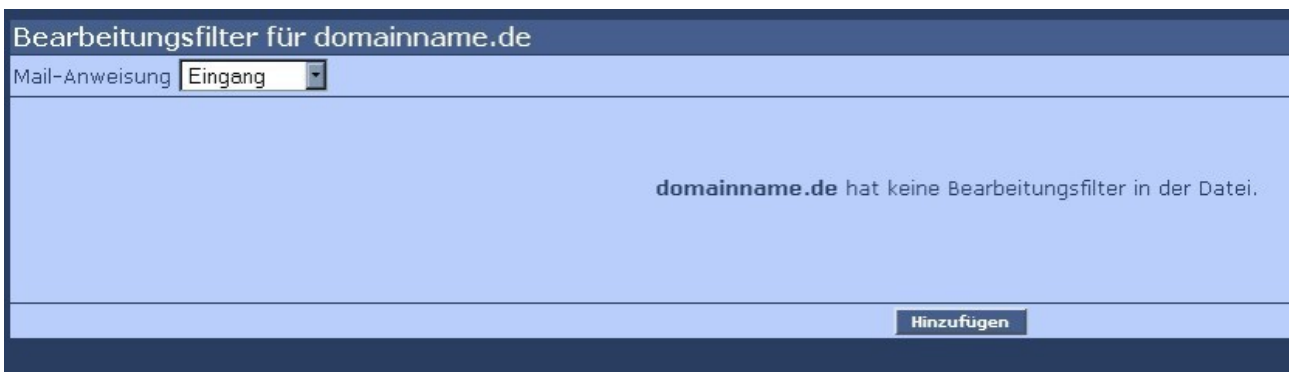 Bearbeitungsfilter für domainname.de
Mail-Anweisung Eingang
domainname.de hat keine Bearbeitungsfilter in der Datei.
Hinzufügen